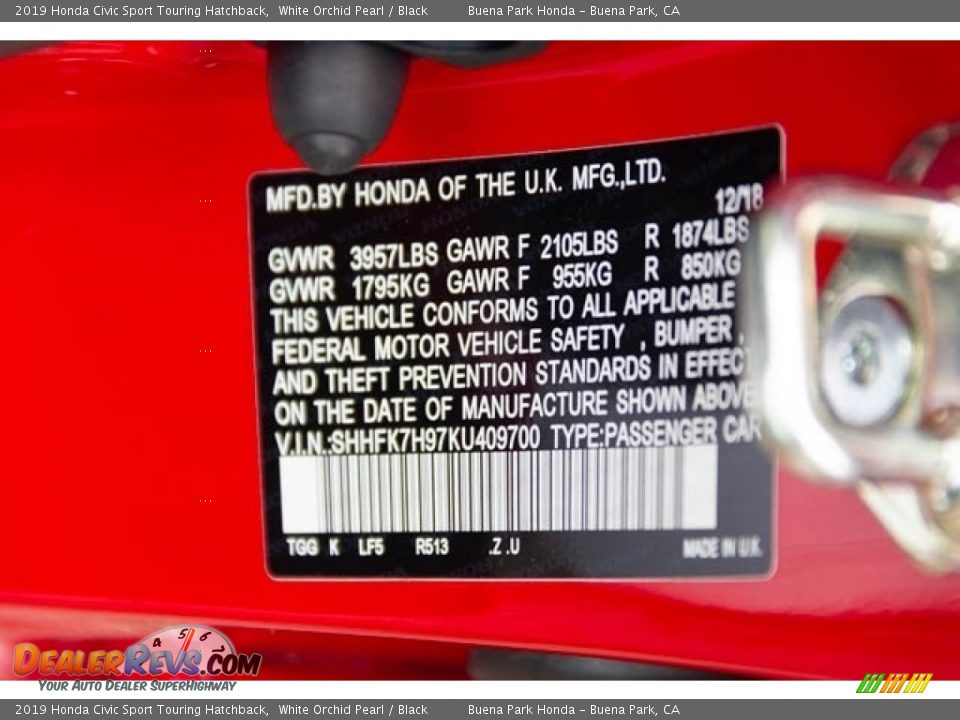 2019 Honda Civic Sport Touring Hatchback,  White Orchid Pearl / Black     Buena Park Honda – Buena Park, CA
MFD.BY HONDA OF THE U.K. MFG.,LTD.
12/18
GVWR 3957LBS GAWR F 2105LBS R 1874LBS
GVWR 1795KG GAWR F 955KG R 850KG
THIS VEHICLE CONFORMS TO ALL APPLICABLE
FEDERAL MOTOR VEHICLE SAFETY , BUMPER ,
AND THEFT PREVENTION STANDARDS IN EFFECT
ON THE DATE OF MANUFACTURE SHOWN ABOVE
V.I.N.:SHHFK7H97KU409700 TYPE:PASSENGER CAR
TGG K LF5 R513 .Z .U MADE IN U.K.
4 5 6
DEALERREVS.COM
YOUR AUTO DEALER SUPERHIGHWAY
2019 Honda Civic Sport Touring Hatchback,  White Orchid Pearl / Black     Buena Park Honda – Buena Park, CA